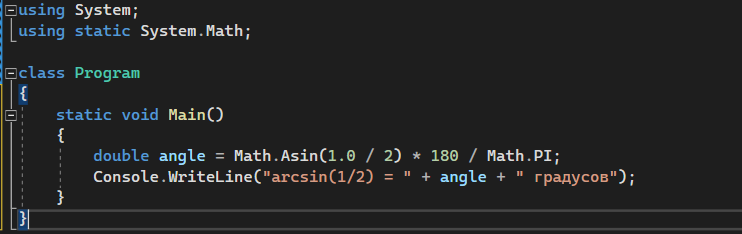 using System;
using static System.Math;
class Program
{
static void Main()
{
double angle = Math.Asin(1.0 / 2) * 180 / Math.PI;
Console.WriteLine("arcsin(1/2) = " + angle + " градусов");
}
}